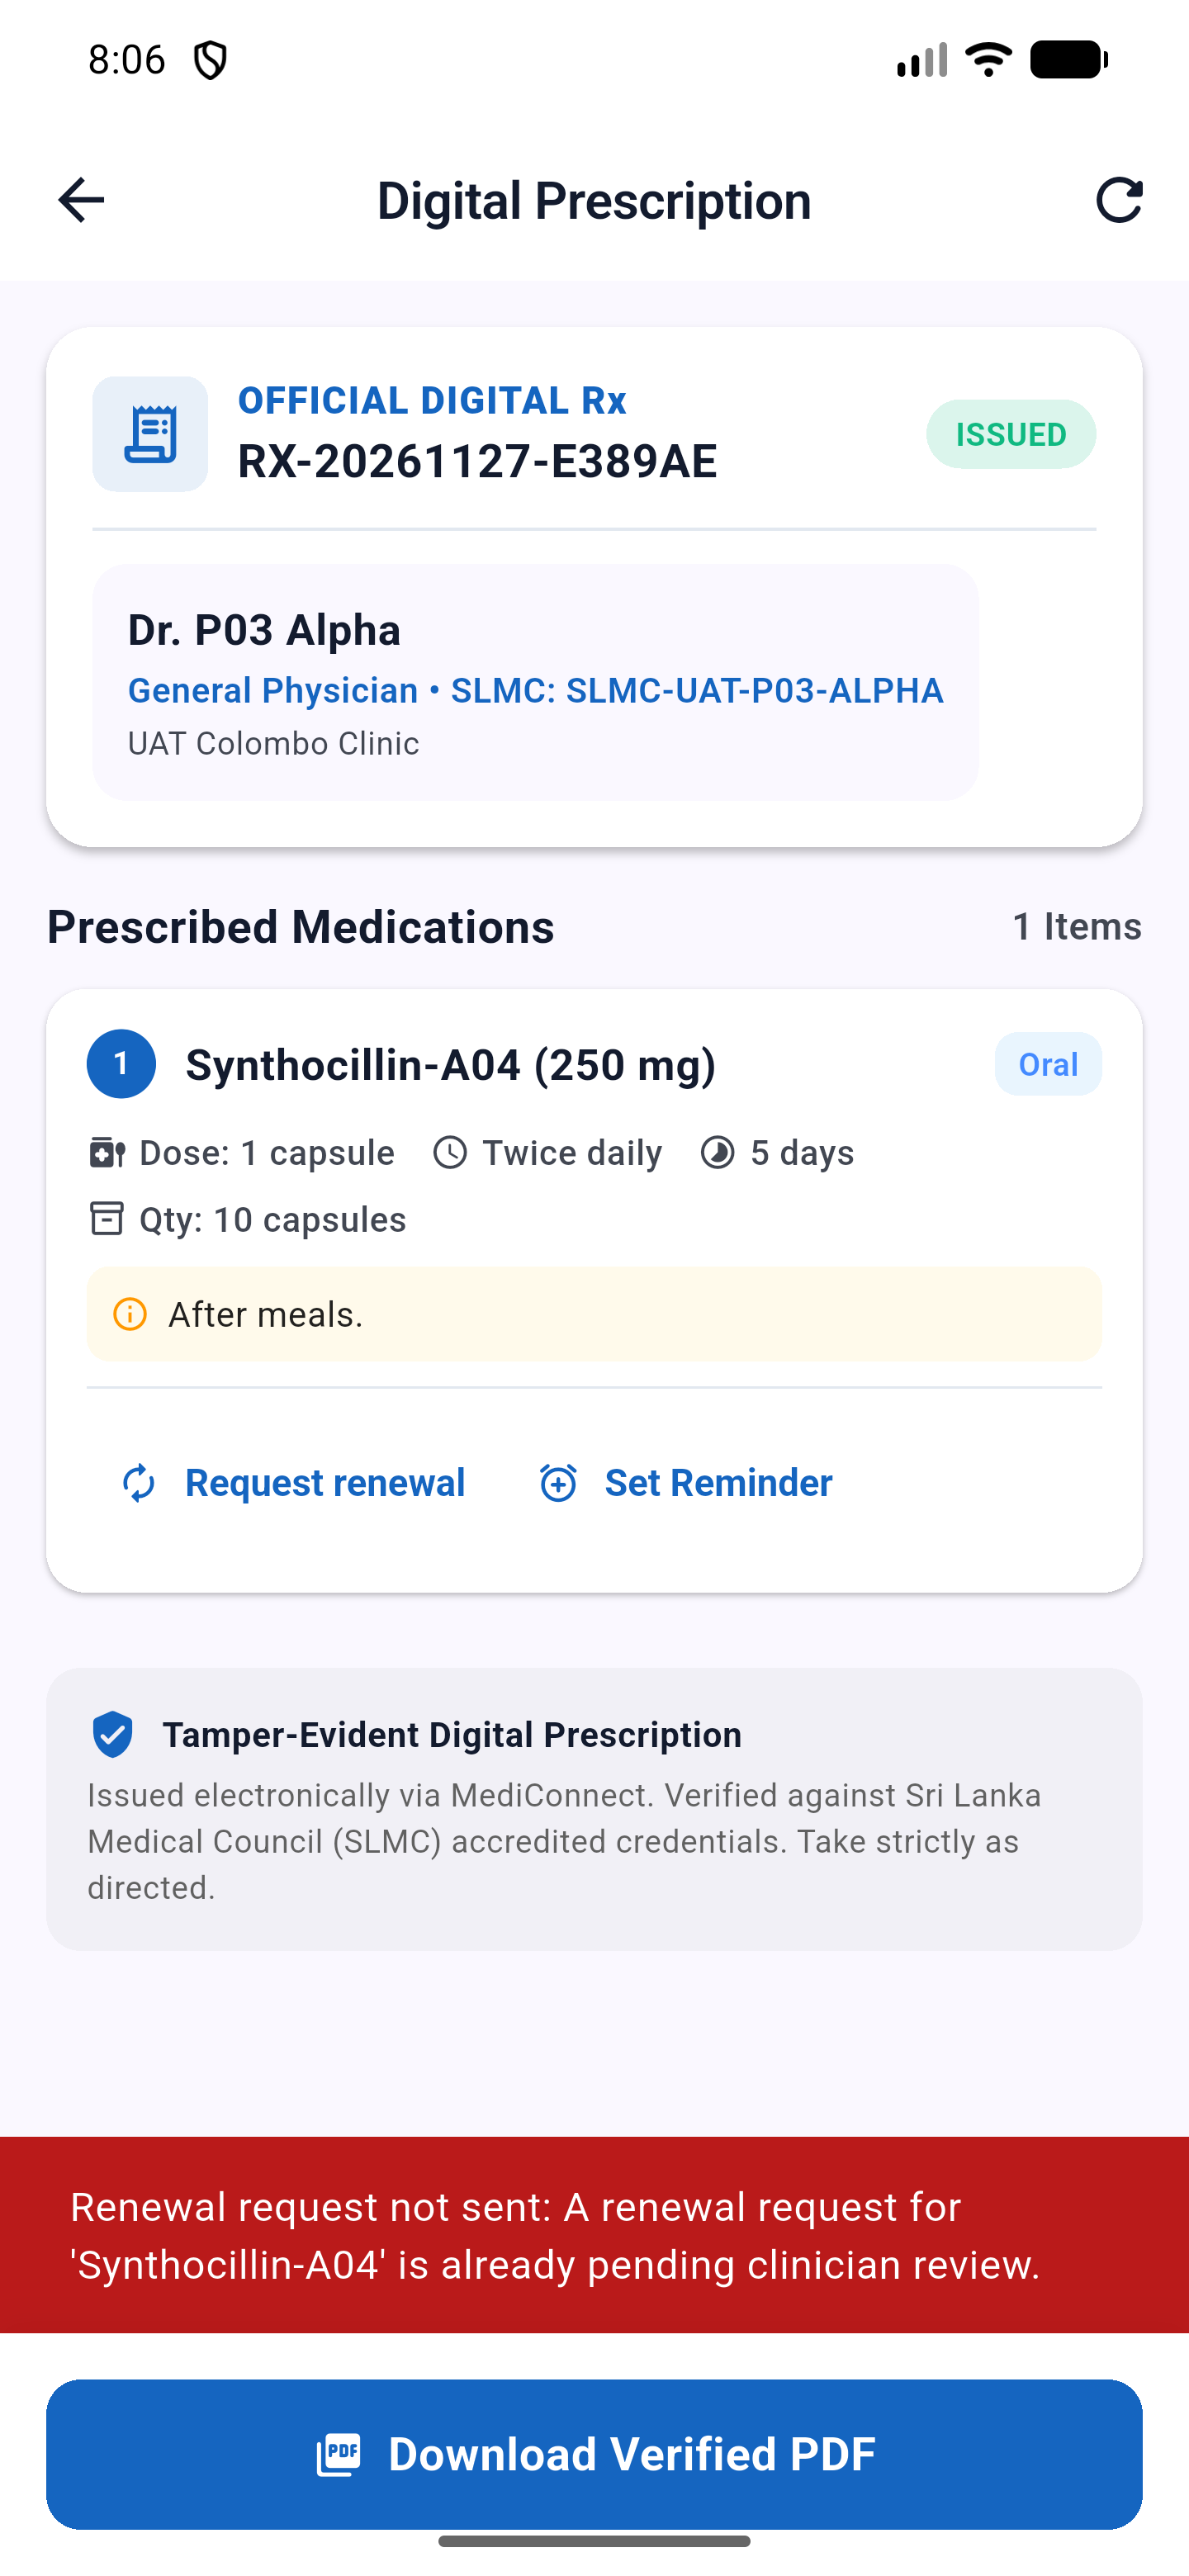 8:06
Digital Prescription
OFFICIAL DIGITAL Rx
RX-20261127-E389AE
ISSUED
Dr. P03 Alpha
General Physician • SLMC: SLMC-UAT-P03-ALPHA
UAT Colombo Clinic
Prescribed Medications
1 Items
1
Synthocillin-A04 (250 mg)
Oral
Dose: 1 capsule
Twice daily
5 days
Qty: 10 capsules
After meals.
Request renewal
Set Reminder
Tamper-Evident Digital Prescription
Issued electronically via MediConnect. Verified against Sri Lanka
Medical Council (SLMC) accredited credentials. Take strictly as
directed.
Renewal request not sent: A renewal request for
'Synthocillin-A04' is already pending clinician review.
PDF
Download Verified PDF